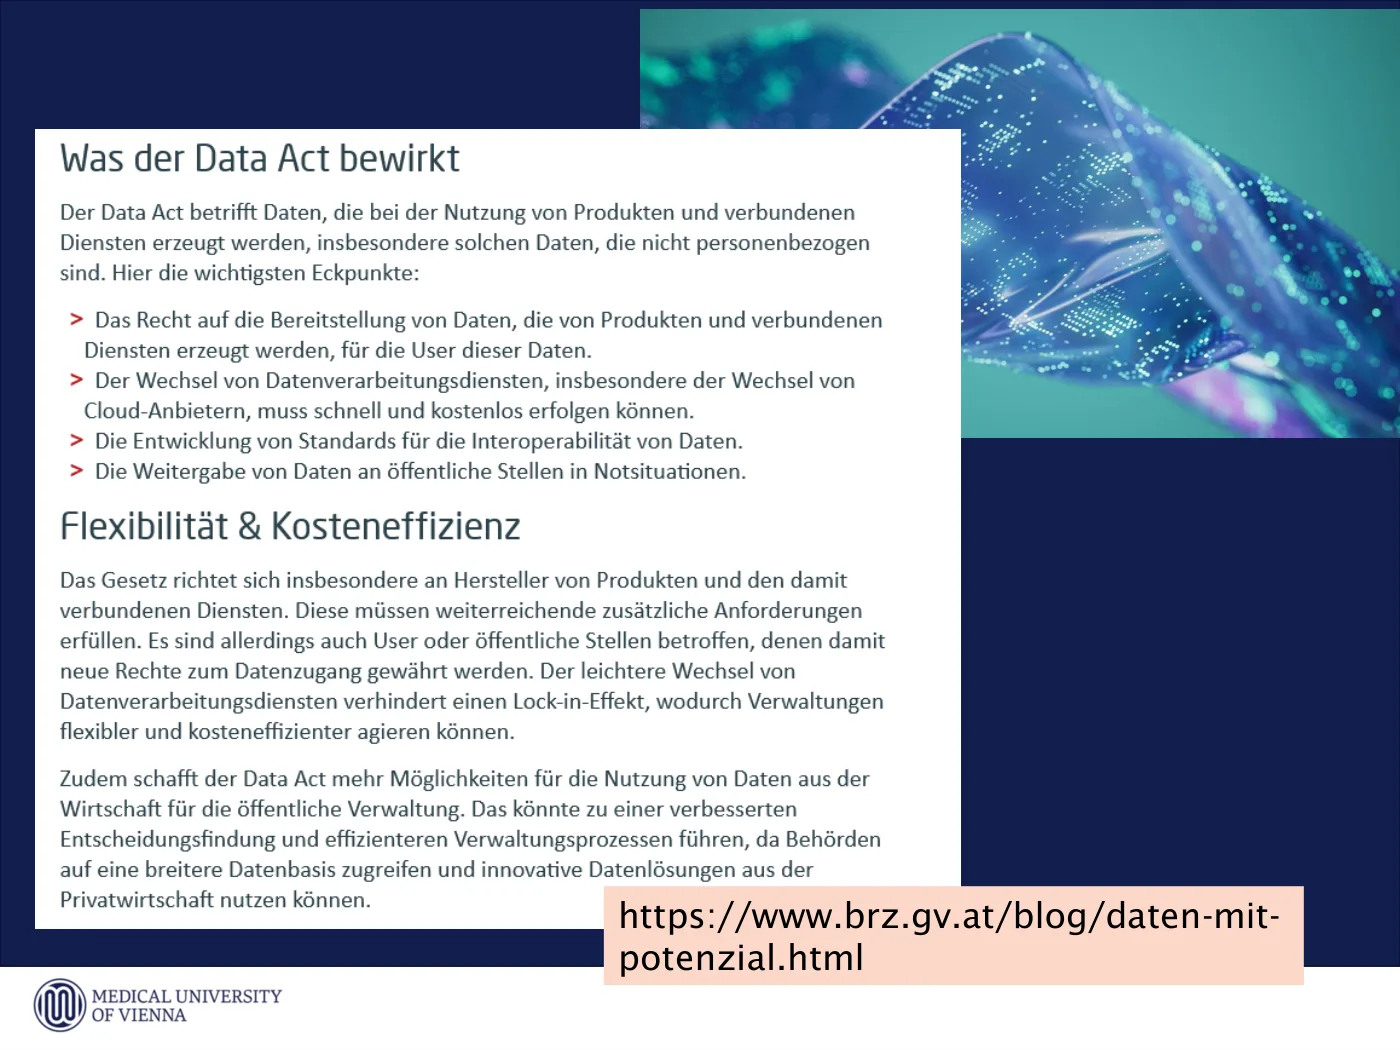 Was der Data Act bewirkt
Der Data Act betrifft Daten, die bei der Nutzung von Produkten und verbundenen
Diensten erzeugt werden, insbesondere solchen Daten, die nicht personenbezogen
sind. Hier die wichtigsten Eckpunkte:
> Das Recht auf die Bereitstellung von Daten, die von Produkten und verbundenen
Diensten erzeugt werden, für die User dieser Daten.
> Der Wechsel von Datenverarbeitungsdiensten, insbesondere der Wechsel von
Cloud-Anbietern, muss schnell und kostenlos erfolgen können.
> Die Entwicklung von Standards für die Interoperabilität von Daten.
> Die Weitergabe von Daten an öffentliche Stellen in Notsituationen.
Flexibilität & Kosteneffizienz
Das Gesetz richtet sich insbesondere an Hersteller von Produkten und den damit
verbundenen Diensten. Diese müssen weiterreichende zusätzliche Anforderungen
erfüllen. Es sind allerdings auch User oder öffentliche Stellen betroffen, denen damit
neue Rechte zum Datenzugang gewährt werden. Der leichtere Wechsel von
Datenverarbeitungsdiensten verhindert einen Lock-in-Effekt, wodurch Verwaltungen
flexibler und kosteneffizienter agieren können.
Zudem schafft der Data Act mehr Möglichkeiten für die Nutzung von Daten aus der
Wirtschaft für die öffentliche Verwaltung. Das könnte zu einer verbesserten
Entscheidungsfindung und effizienteren Verwaltungsprozessen führen, da Behörden
auf eine breitere Datenbasis zugreifen und innovative Datenlösungen aus der
Privatwirtschaft nutzen können.
https://www.brz.gv.at/blog/daten-mit-
potenzial.html
MEDICAL UNIVERSITY
OF VIENNA